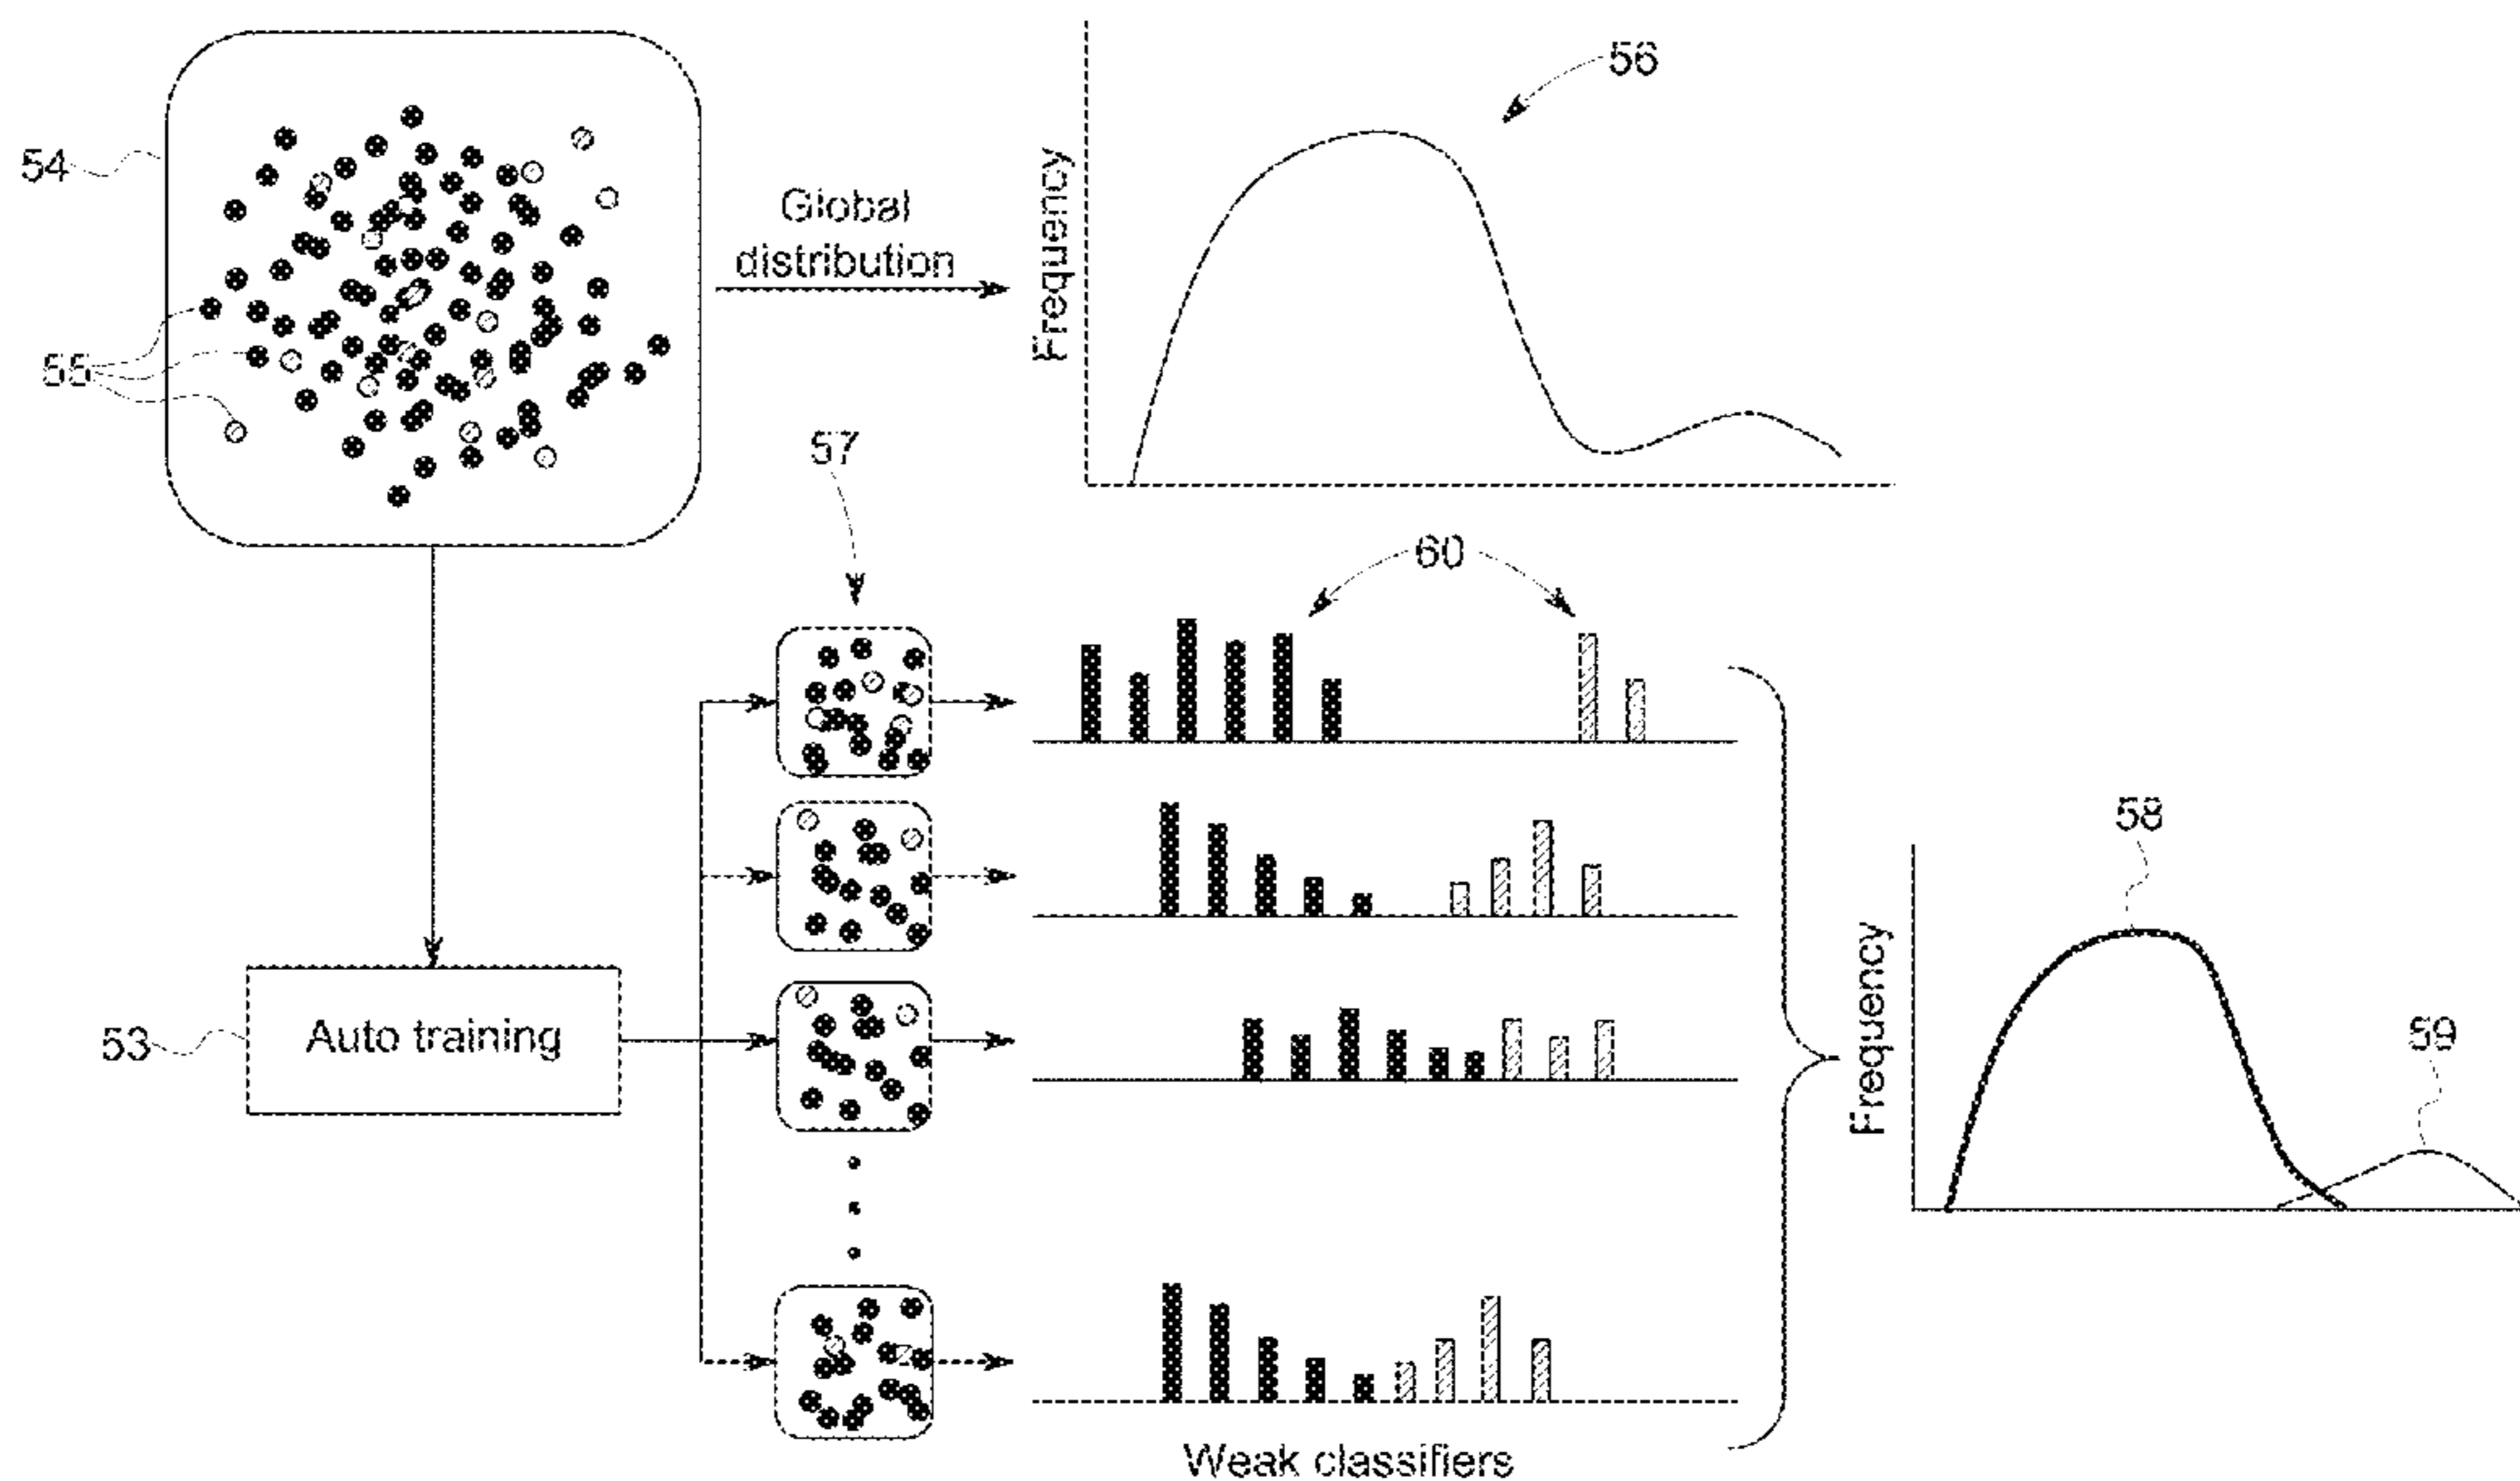 56
54
Global
distribution
Frequency
55
57
60
58
Frequency
59
53
Auto training
Weak classifiers